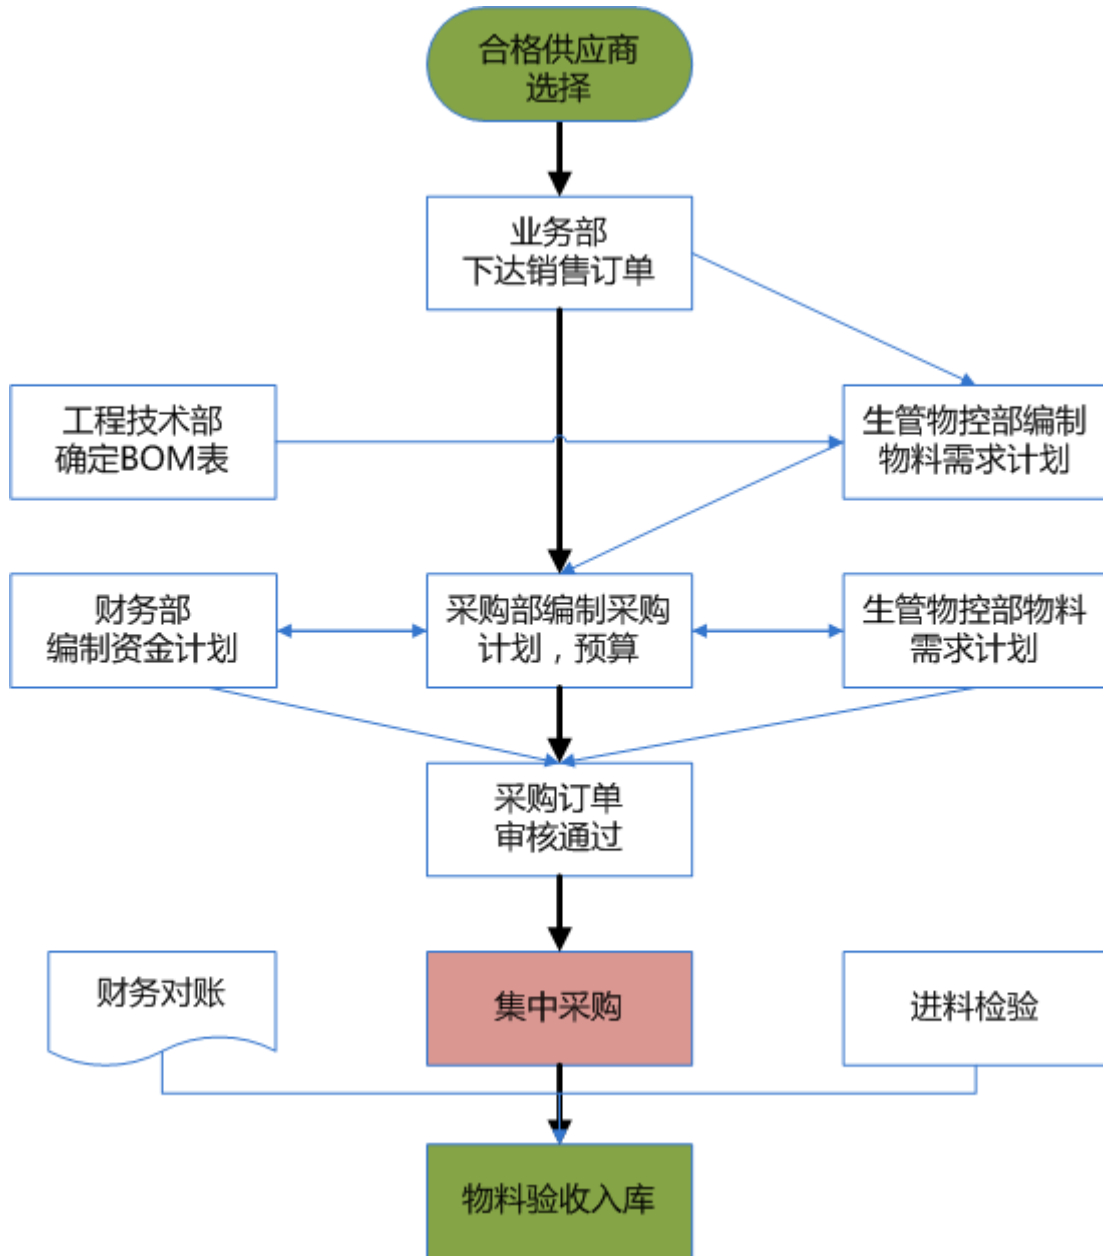 合格供应商
选择
业务部
下达销售订单
工程技术部
确定BOM表
生管物控部编制
物料需求计划
财务部
编制资金计划
采购部编制采购
计划，预算
生管物控部物料
需求计划
采购订单
审核通过
财务对账
集中采购
进料检验
物料验收入库